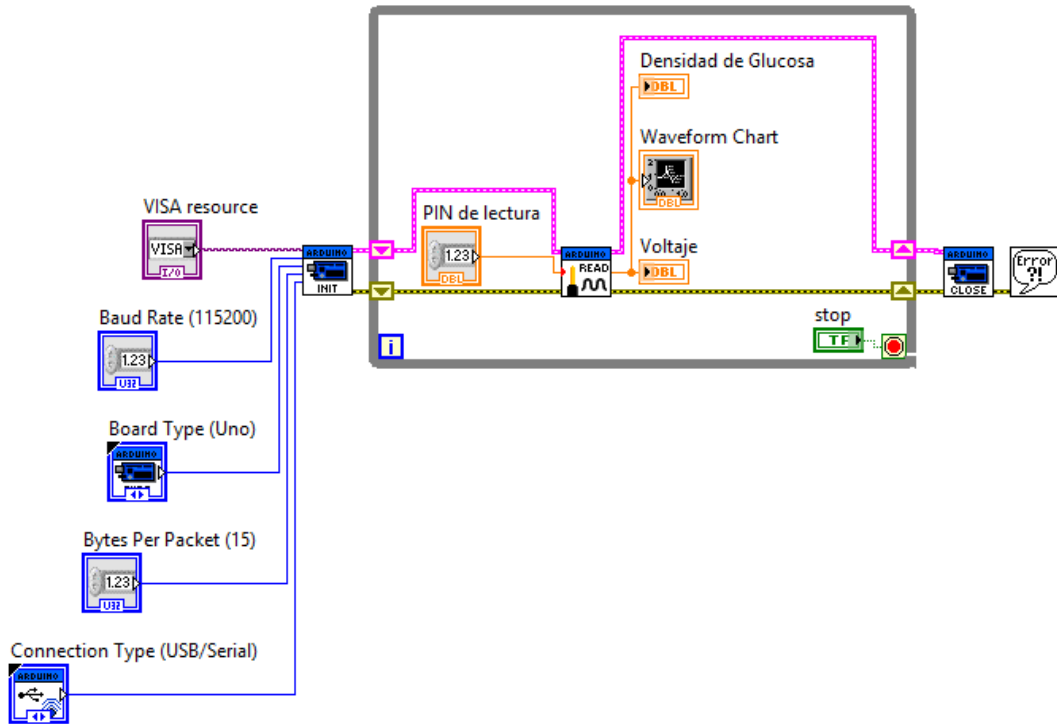 Densidad de Glucosa
DBL
Waveform Chart
DBL
VISA resource
VISA
I/O
PIN de lectura
1.23
DBL
Voltaje
DBL
ARDUINO
INIT
ARDUINO
READ
ARDUINO
CLOSE
Error
?!
stop
TF
i
Baud Rate (115200)
1.23
U32
Board Type (Uno)
ARDUINO
Bytes Per Packet (15)
1.23
U32
Connection Type (USB/Serial)
ARDUINO